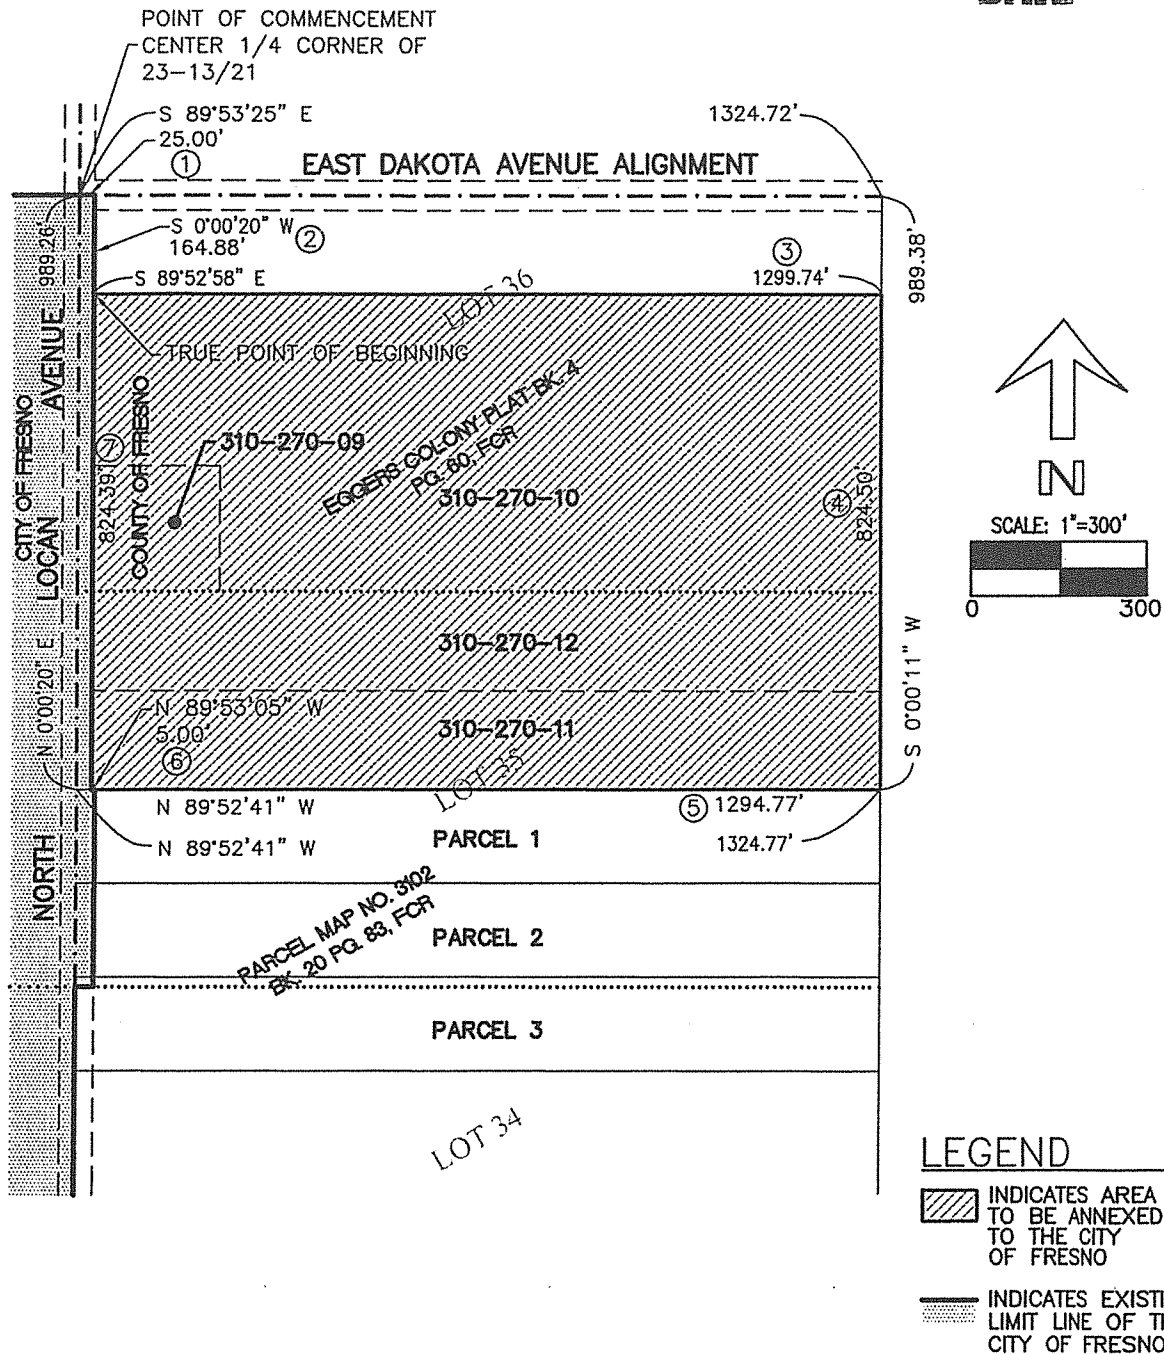 POINT OF COMMENCEMENT
CENTER 1/4 CORNER OF
23-13/21
S 89°53'25" E
25.00'
①
1324.72'
EAST DAKOTA AVENUE ALIGNMENT
989.26'
S 0°00'20" W
164.88'
②
③
S 89°52'58" E
1299.74'
989.38'
LOT 36
TRUE POINT OF BEGINNING
EGGERS COLONY PLAT BK. 4
PG. 60, FCR
CITY OF FRESNO
NORTH LOCAN AVENUE
⑦
824.39'
COUNTY OF FRESNO
310-270-09
310-270-10
④
824.50'
N
SCALE: 1"=300'
0 300
310-270-12
N 0°00'20" E
S 0°00'11" W
N 89°53'05" W
5.00'
⑥
310-270-11
LOT 35
N 89°52'41" W
⑤ 1294.77'
N 89°52'41" W
PARCEL 1
1324.77'
PARCEL MAP NO. 3102
BK. 20 PG. 83, FCR
PARCEL 2
PARCEL 3
LOT 34
LEGEND
INDICATES AREA
TO BE ANNEXED
TO THE CITY
OF FRESNO
INDICATES EXISTI
LIMIT LINE OF T
CITY OF FRESNO